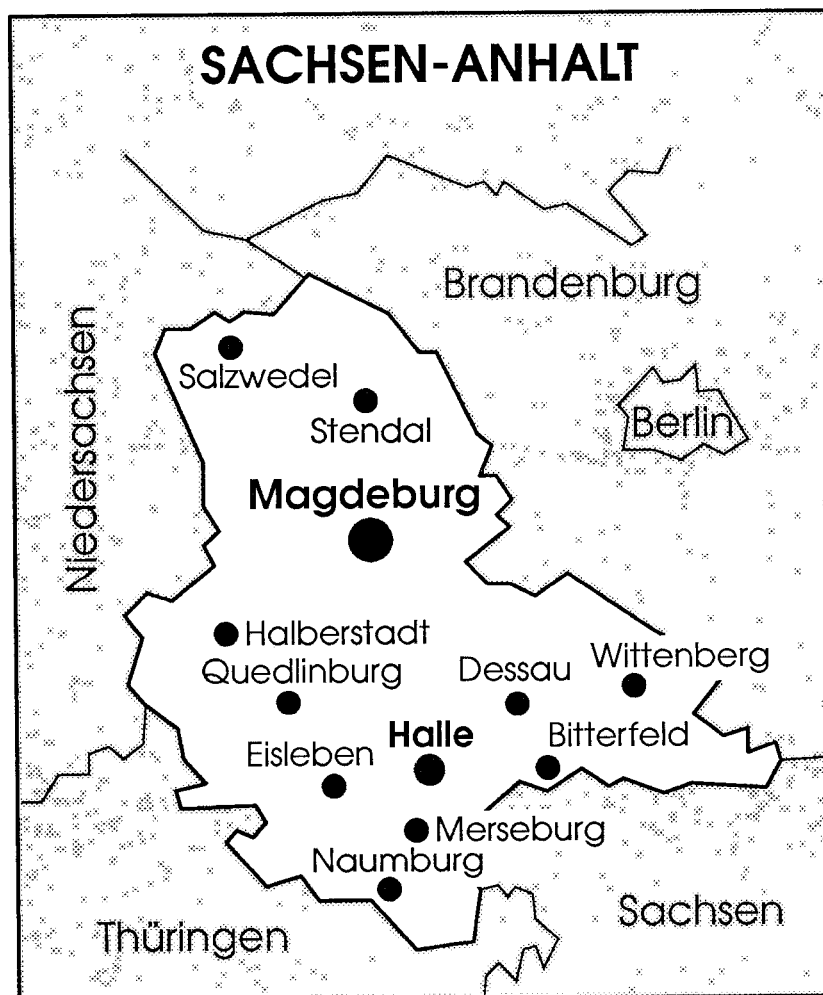 SACHSEN-ANHALT
Brandenburg
Niedersachsen
Salzwedel
Stendal
Berlin
Magdeburg
Halberstadt
Quedlinburg
Dessau
Wittenberg
Eisleben
Halle
Bitterfeld
Merseburg
Naumburg
Thüringen
Sachsen